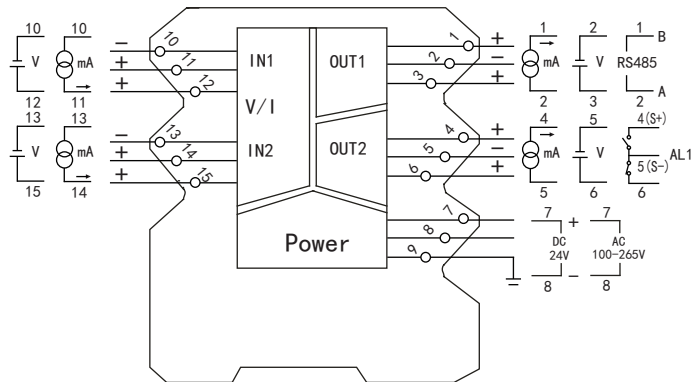 10 10
V mA
12 11
13 13
V mA
15 14
− 10
+ 11
+ 12
− 13
+ 14
+ 15
IN1 OUT1
V/I
IN2 OUT2
Power
1 +
2 −
3 +
4 +
5 −
6 +
7
8
9
1 2 1 B
mA V RS485
2 3 2 A
4 5 4(S+)
mA V 5(S-) AL1
5 6 6
7 + 7
DC AC
24V 100-265V
8 − 8